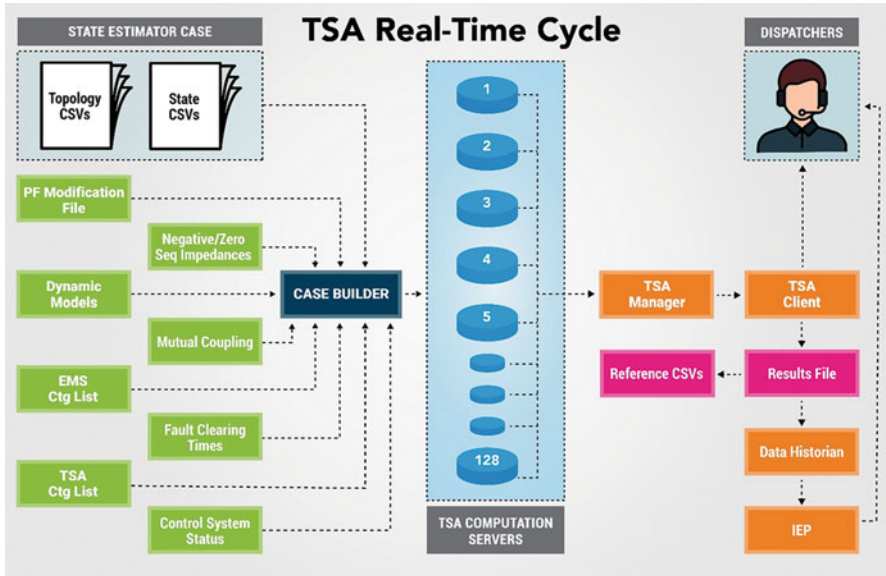 TSA Real-Time Cycle
STATE ESTIMATOR CASE
Topology
CSVs
State
CSVs
PF Modification
File
Negative/Zero
Seq Impedances
Dynamic
Models
Mutual Coupling
EMS
Ctg List
Fault Clearing
Times
TSA
Ctg List
Control System
Status
CASE BUILDER
1
2
3
4
5
128
TSA COMPUTATION
SERVERS
TSA
Manager
TSA
Client
Reference CSVs
Results File
Data Historian
IEP
DISPATCHERS